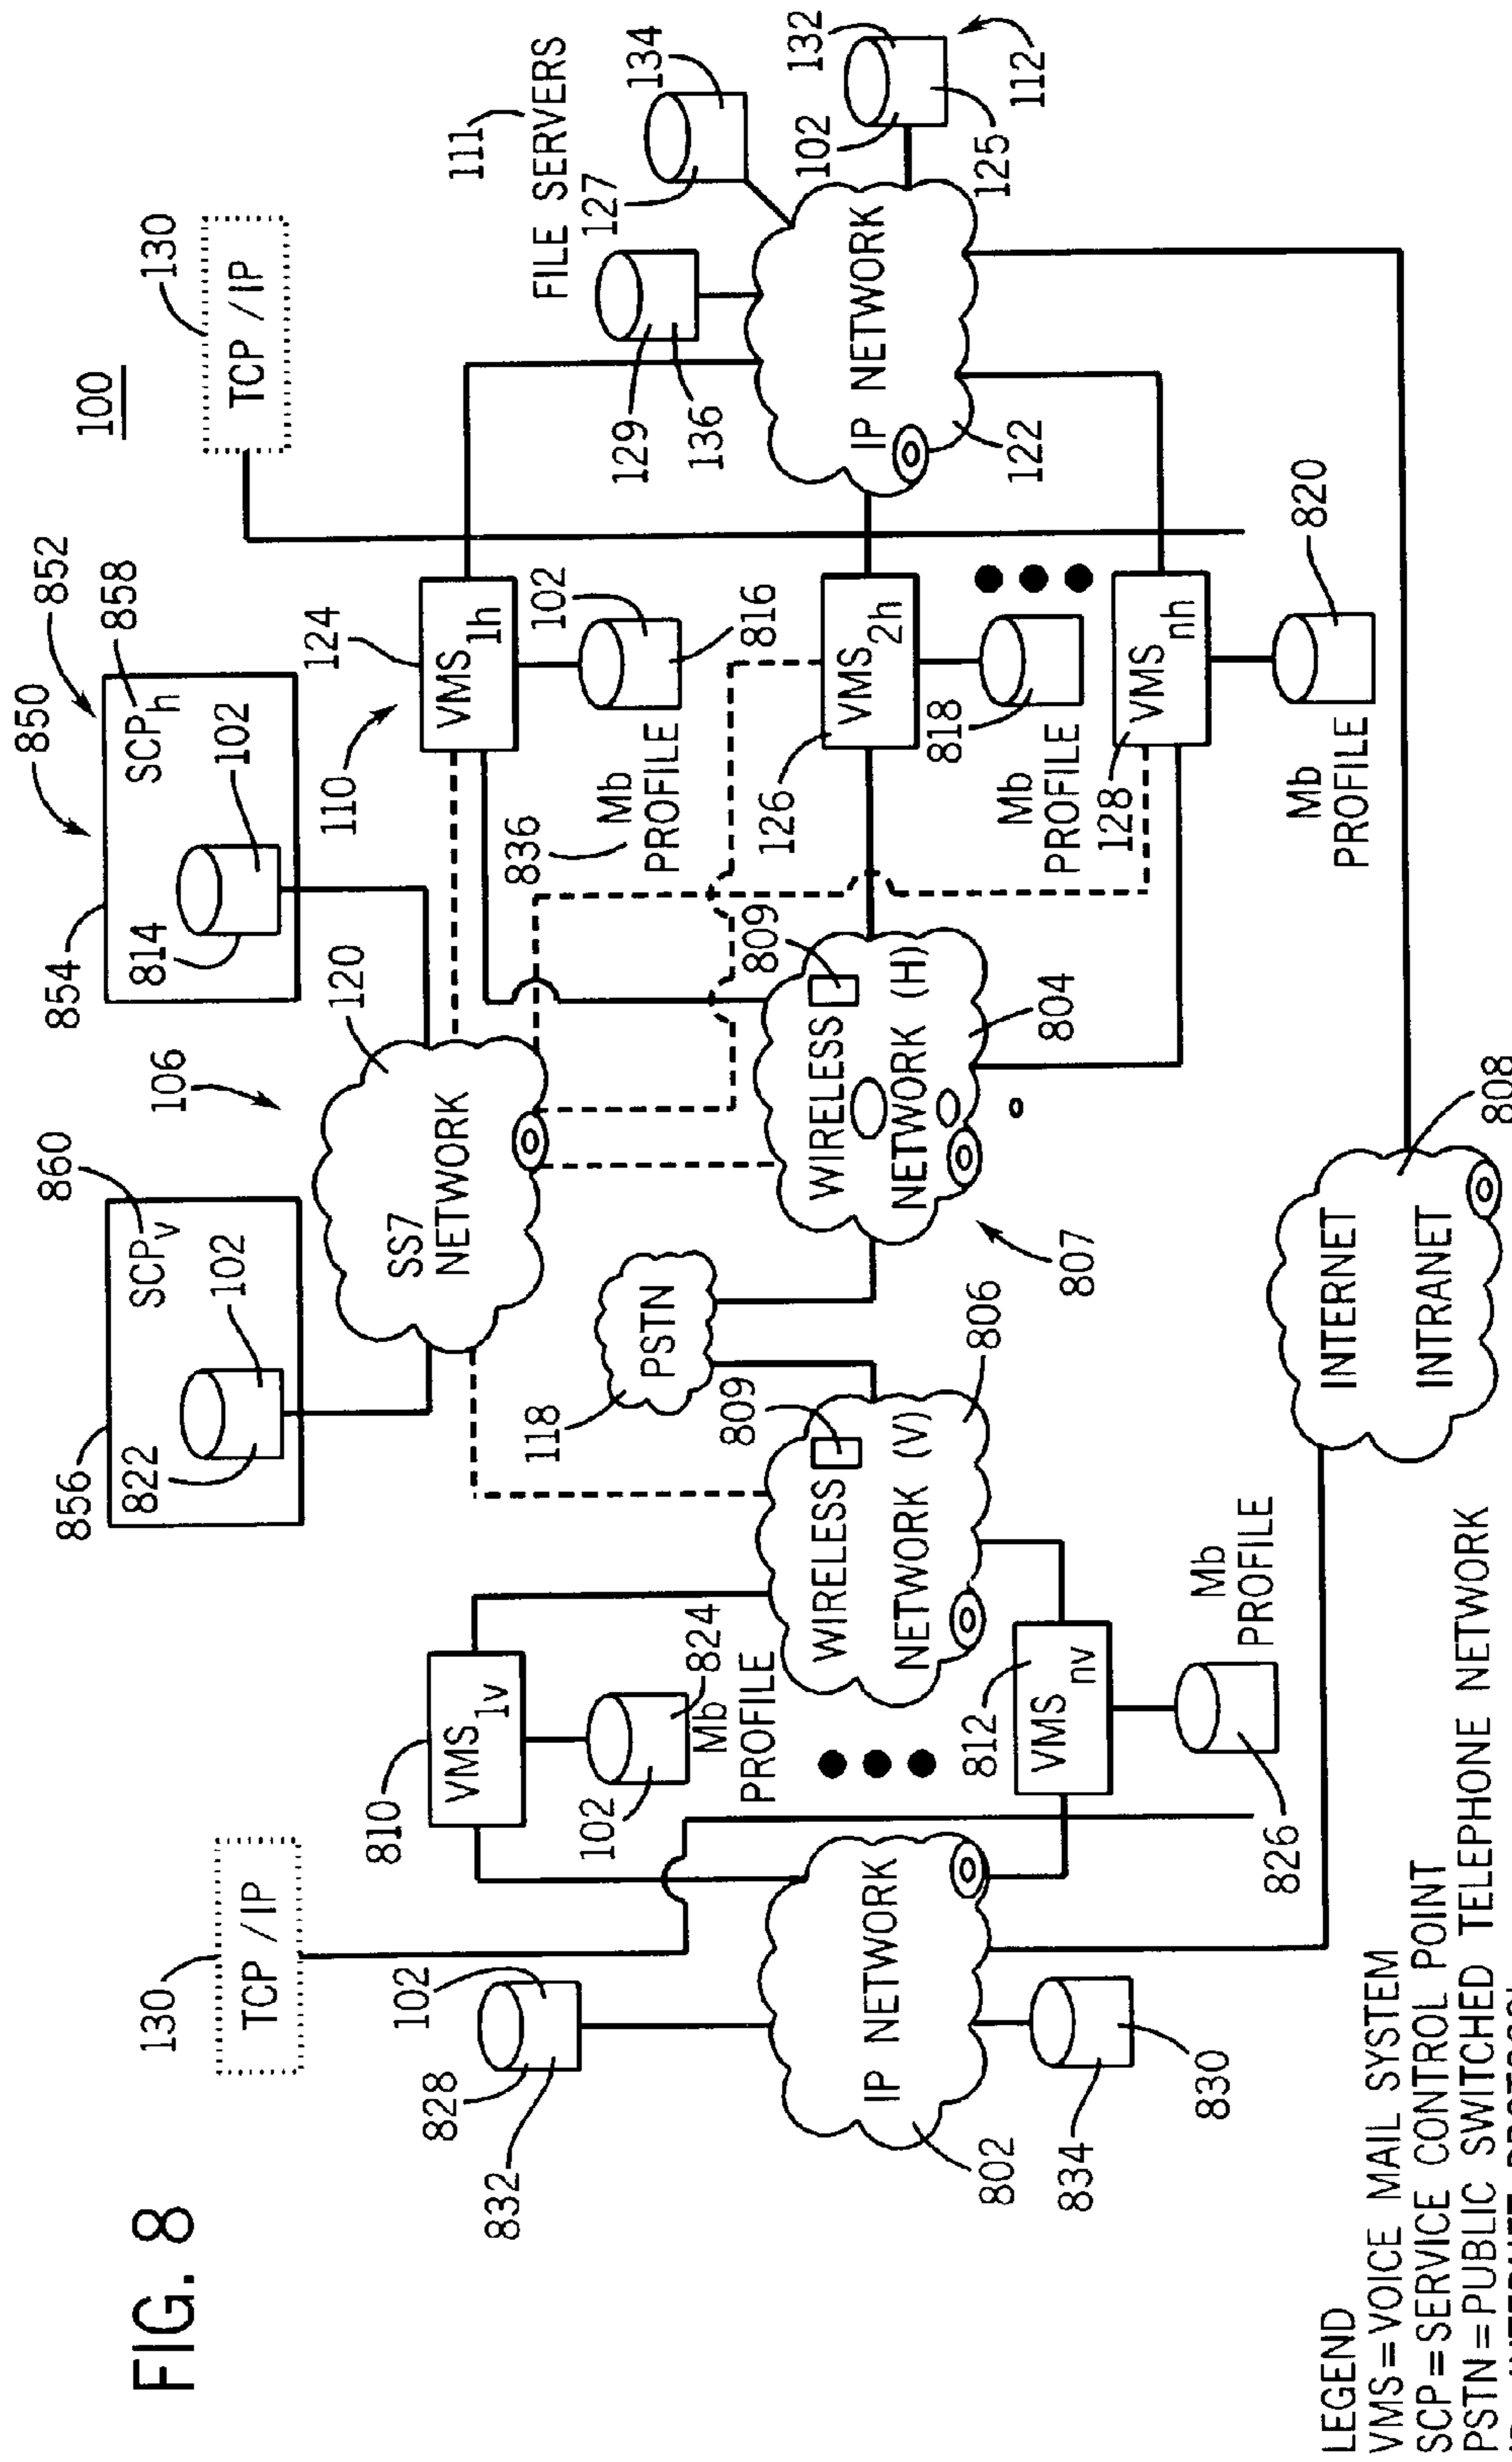 FIG. 8
100
130
TCP/IP
130
TCP/IP
856
860
SCPv
102
822
106
854
850
852
858
SCPh
102
814
120
SS7
NETWORK
110
124
VMS1h
102
816
836
Mb
PROFILE
111
FILE SERVERS
129
136
127
134
102
132
125
112
IP NETWORK
122
126
VMS2h
818
Mb
PROFILE
128
VMSnh
820
Mb
PROFILE
809
WIRELESS
NETWORK (H)
804
807
118
PSTN
809
WIRELESS
NETWORK (V)
806
810
VMS1v
102
824
Mb
PROFILE
812
VMSnv
826
Mb
PROFILE
828
832
102
IP NETWORK
802
834
830
INTERNET
INTRANET
808
LEGEND
VMS=VOICE MAIL SYSTEM
SCP=SERVICE CONTROL POINT
PSTN=PUBLIC SWITCHED TELEPHONE NETWORK